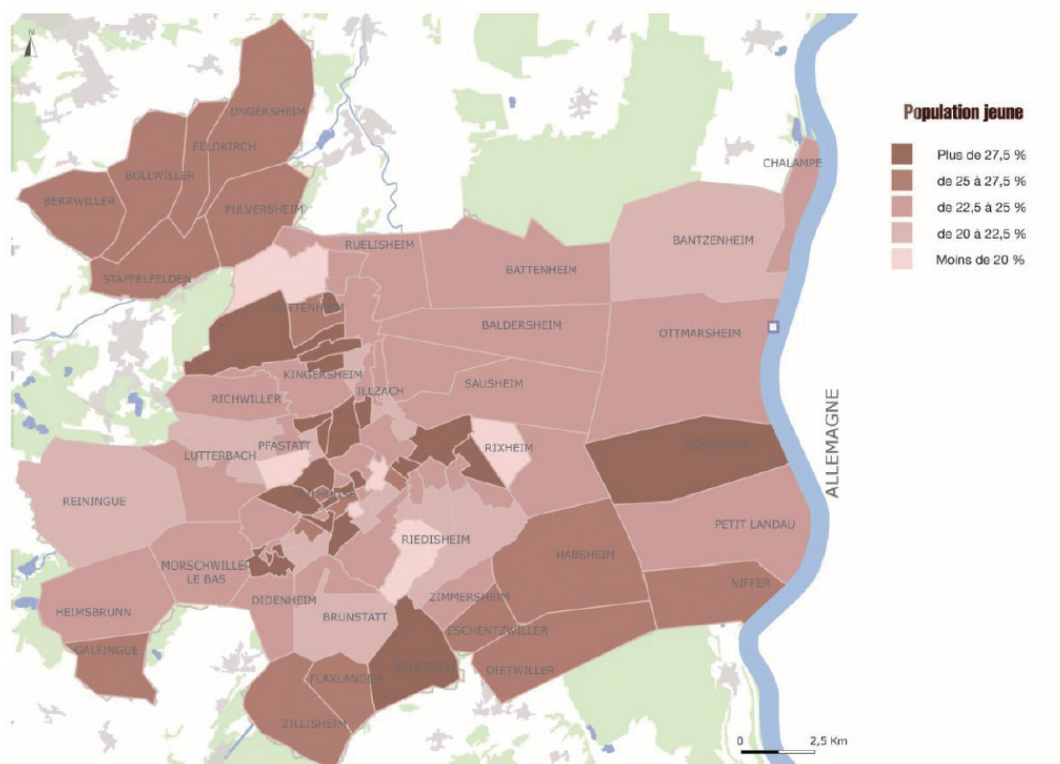 N
Population jeune
Plus de 27,5 %
de 25 à 27,5 %
de 22,5 à 25 %
de 20 à 22,5 %
Moins de 20 %
UNGERSHEIM
FELDKIRCH
BOLLWILLER
BERRWILLER
PULVERSHEIM
STAFFELFELDEN
CHALAMPE
RUELISHEIM
BANTZENHEIM
BATTENHEIM
WITTENHEIM
BALDERSHEIM
OTTMARSHEIM
KINGERSHEIM
ILLZACH
SAUSHEIM
RICHWILLER
PFASTATT
LUTTERBACH
RIXHEIM
HOMBOURG
ALLEMAGNE
REININGUE
MULHOUSE
PETIT LANDAU
RIEDISHEIM
HABSHEIM
MORSCHWILLER
LE BAS
NIFFER
DIDENHEIM
ZIMMERSHEIM
HEIMSBRUNN
BRUNSTATT
ESCHENTZWILLER
GALFINGUE
BRUEBACH
FLAXLANDEN
DIETWILLER
ZILLISHEIM
0 2,5 Km